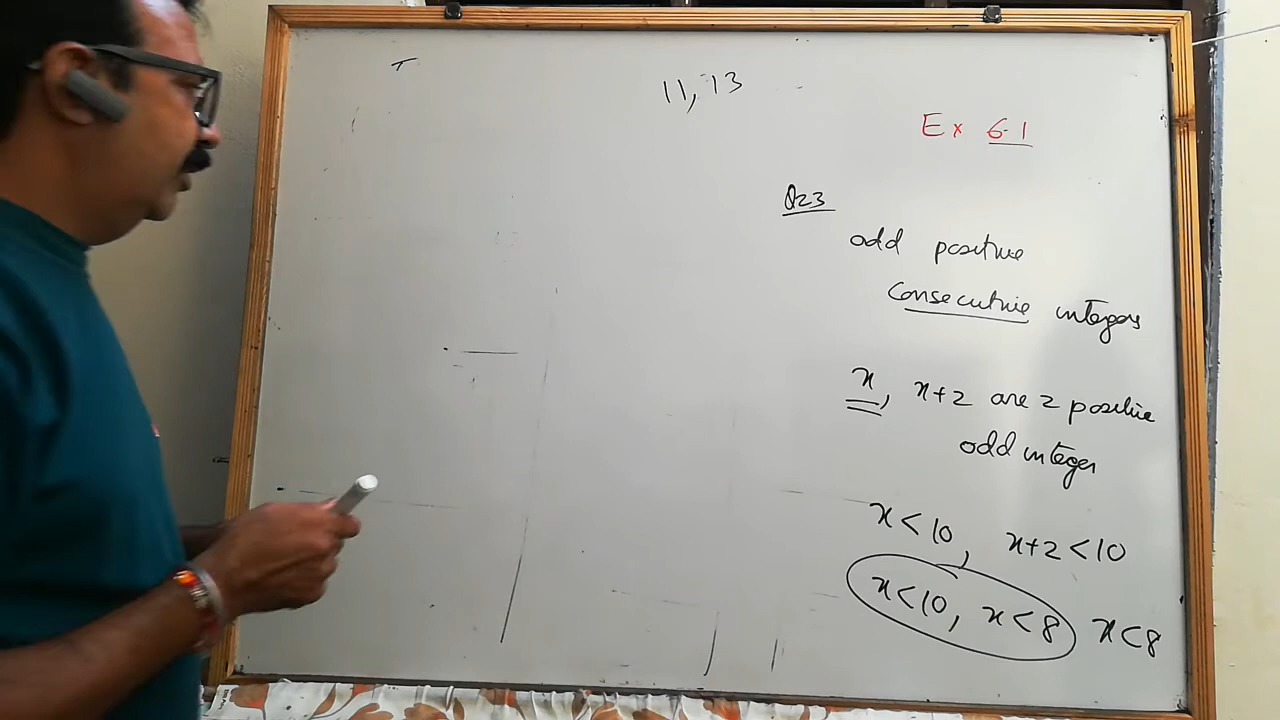 11, 13
Ex 6.1
Q23
odd positive
consecutive integers
x, x+2 are 2 positive
odd integer
x < 10, x+2 < 10
x < 10, x < 8 x < 8